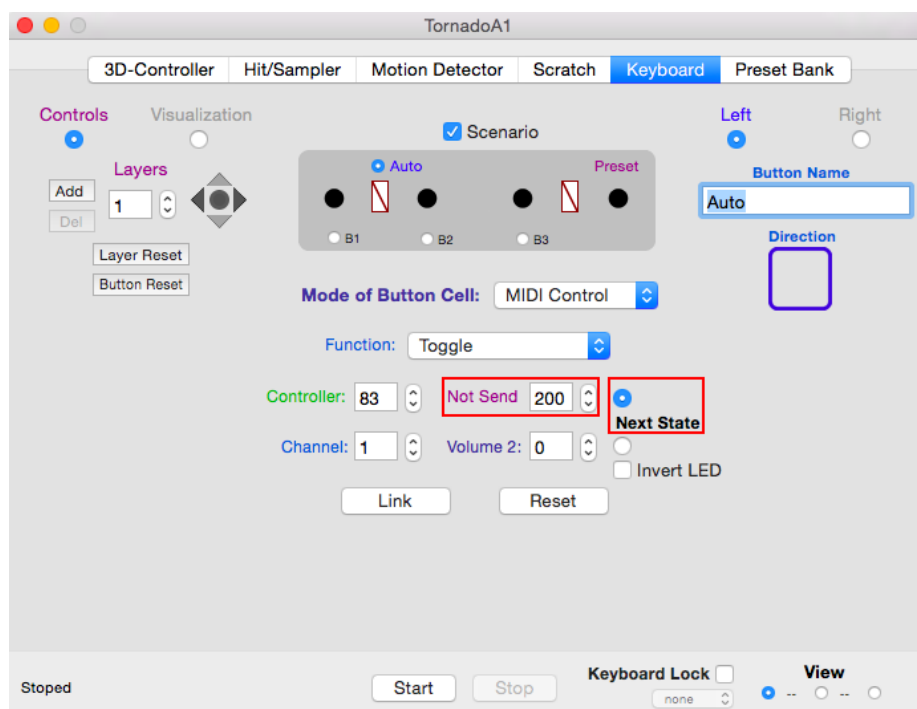 TornadoA1
3D-Controller Hit/Sampler Motion Detector Scratch Keyboard Preset Bank
Controls Visualization
Scenario
Left Right
Layers
Auto Preset
Button Name
Add
1
Auto
Del
B1 B2 B3
Direction
Layer Reset
Button Reset
Mode of Button Cell: MIDI Control
Function: Toggle
Controller: 83 Not Send 200
Next State
Channel: 1 Volume 2: 0
Invert LED
Link Reset
Stoped Start Stop Keyboard Lock View
none -- --